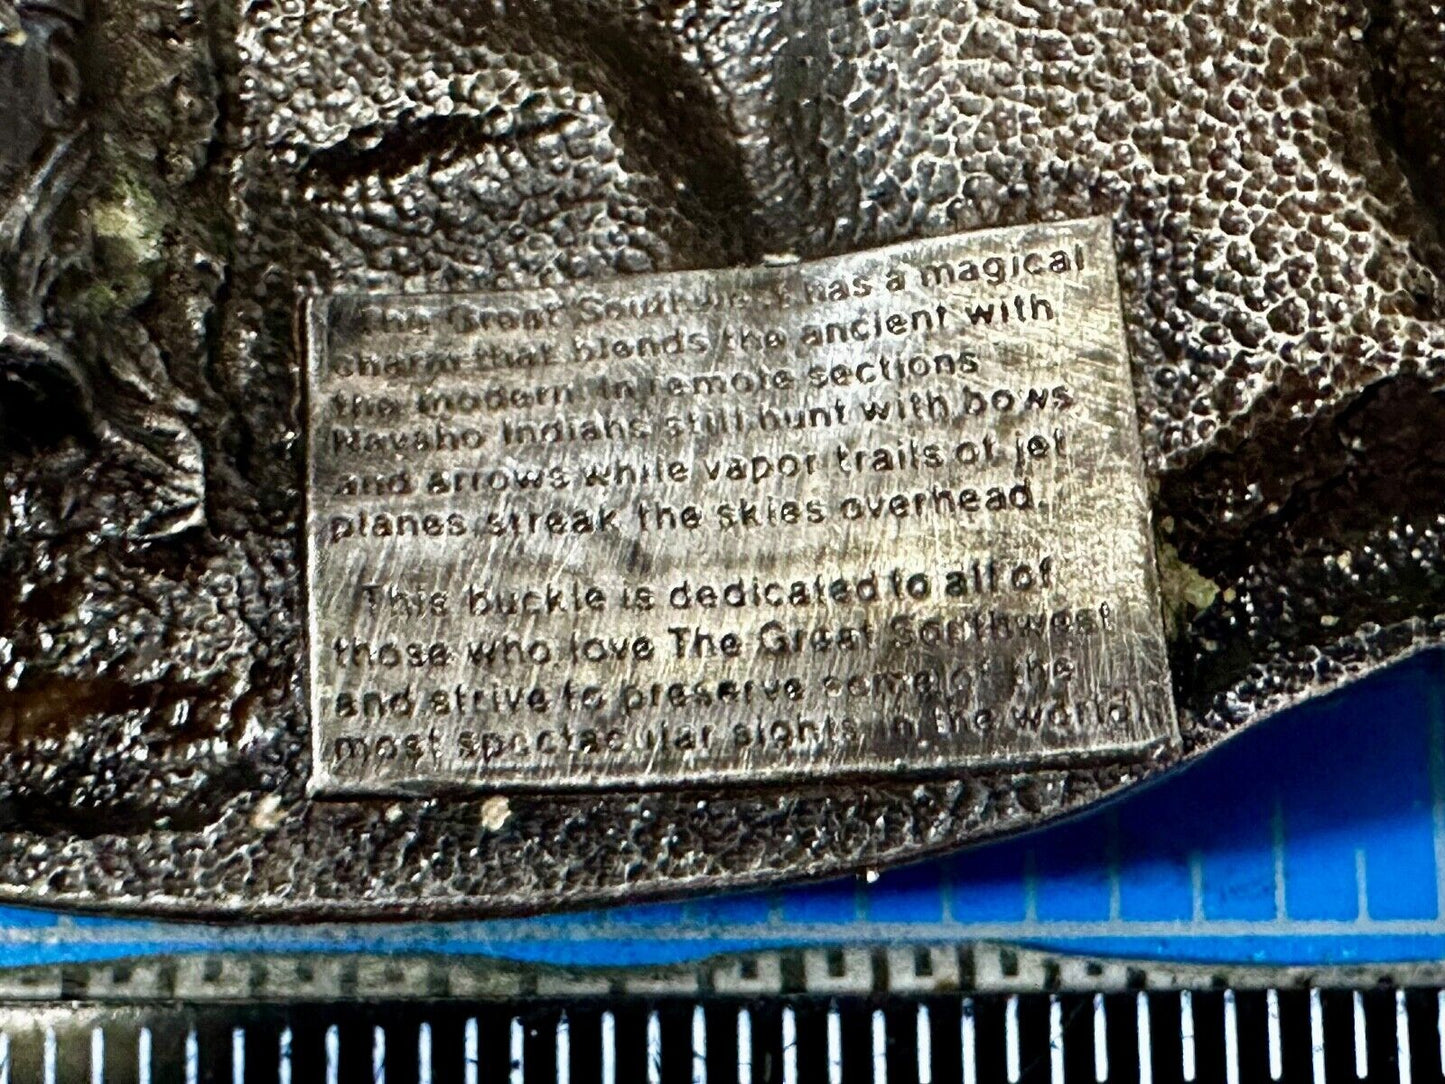 The Great Southwest has a magical
charm that blends the ancient with
the modern. In remote sections
Navaho Indians still hunt with bows
and arrows while vapor trails of jet
planes streak the skies overhead.
This buckle is dedicated to all of
those who love The Great Southwest
and strive to preserve some of the
most spectacular sights in the world.